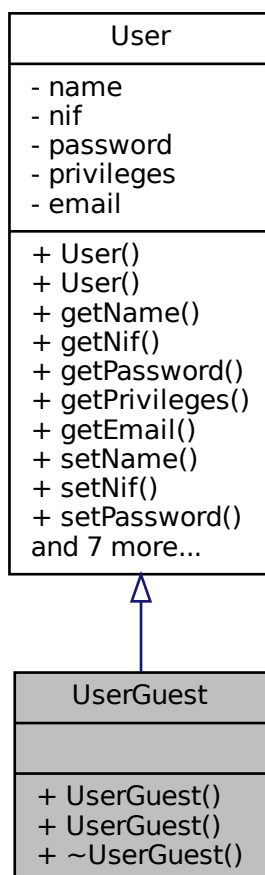 User
- name
- nif
- password
- privileges
- email
+ User()
+ User()
+ getName()
+ getNif()
+ getPassword()
+ getPrivileges()
+ getEmail()
+ setName()
+ setNif()
+ setPassword()
and 7 more...
UserGuest
+ UserGuest()
+ UserGuest()
+ ~UserGuest()